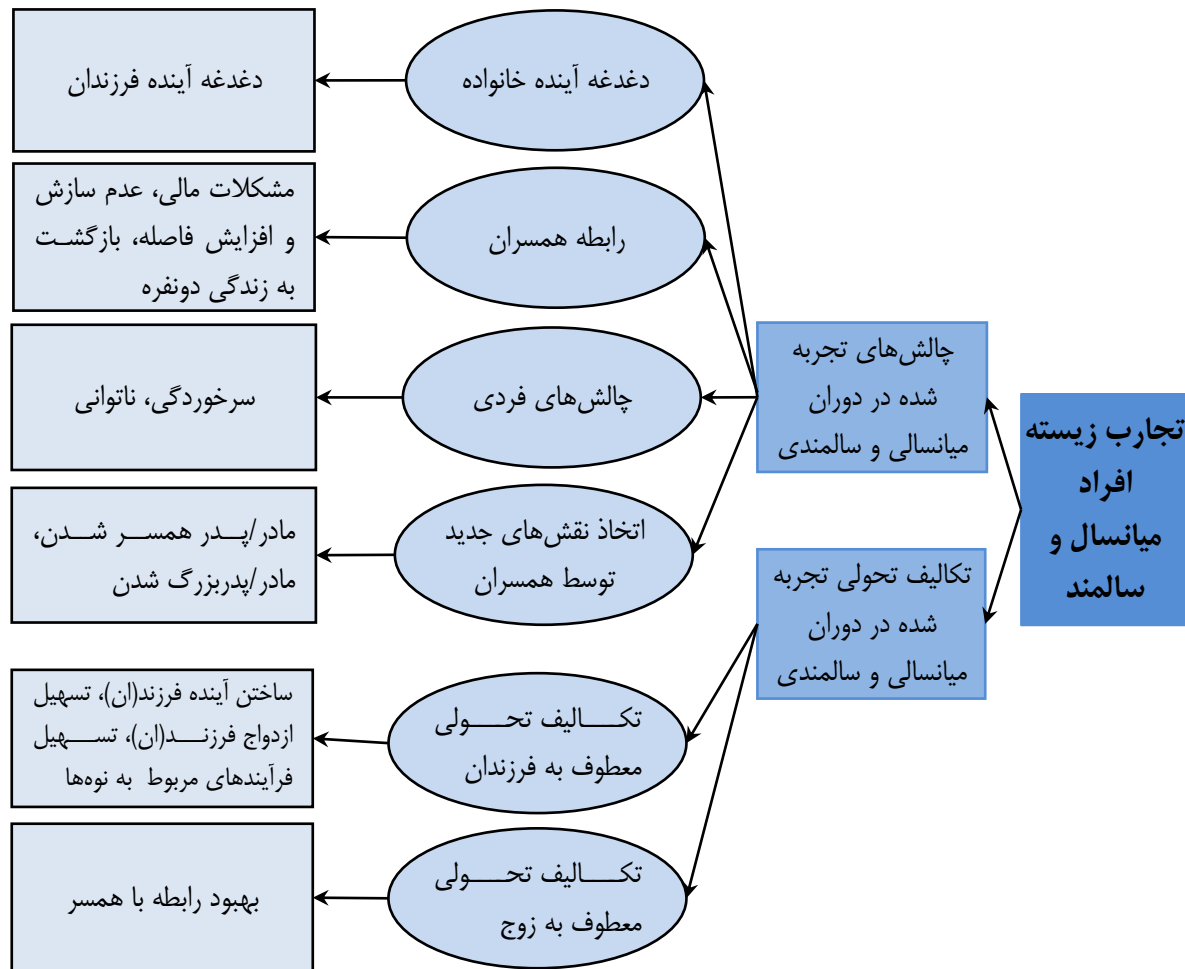 تجارب زیسته
افراد
میانسال و
سالمند
چالش‌های تجربه
شده در دوران
میانسالی و سالمندی
دغدغه آینده خانواده
دغدغه آینده فرزندان
رابطه همسران
مشکلات مالی، عدم سازش
و افزایش فاصله، بازگشت
به زندگی دونفره
چالش‌های فردی
سرخوردگی، ناتوانی
اتخاذ نقش‌های جدید
توسط همسران
مادر/پدر همسر شدن،
مادر/پدربزرگ شدن
تکالیف تحولی تجربه
شده در دوران
میانسالی و سالمندی
تکالیف تحولی
معطوف به فرزندان
ساختن آینده فرزند(ان)، تسهیل
ازدواج فرزند(ان)، تسهیل
فرآیندهای مربوط به نوه‌ها
تکالیف تحولی
معطوف به زوج
بهبود رابطه با همسر